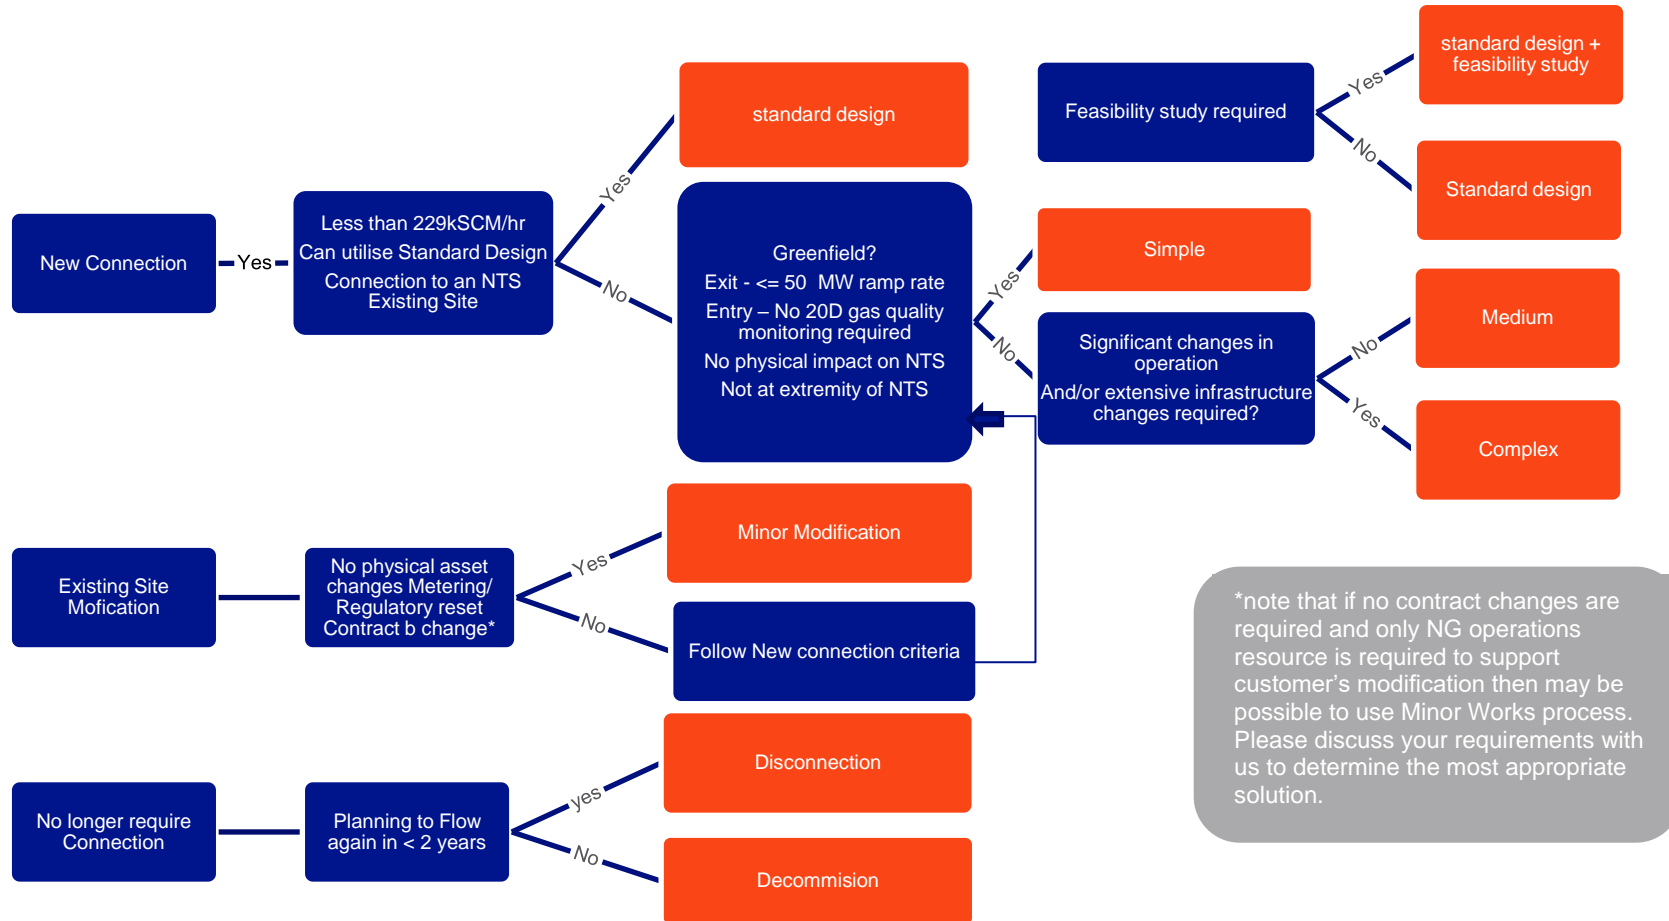 New Connection
Yes
Less than 229kSCM/hr
Can utilise Standard Design
Connection to an NTS
Existing Site
Yes
No
standard design
Greenfield?
Exit - <= 50 MW ramp rate
Entry – No 20D gas quality
monitoring required
No physical impact on NTS
Not at extremity of NTS
Yes
No
Simple
Significant changes in
operation
And/or extensive infrastructure
changes required?
No
Yes
Medium
Complex
Feasibility study required
Yes
No
standard design +
feasibility study
Standard design
Existing Site
Mofication
No physical asset
changes Metering/
Regulatory reset
Contract b change*
Yes
No
Minor Modification
Follow New connection criteria
No longer require
Connection
Planning to Flow
again in < 2 years
yes
No
Disconnection
Decommision
*note that if no contract changes are
required and only NG operations
resource is required to support
customer’s modification then may be
possible to use Minor Works process.
Please discuss your requirements with
us to determine the most appropriate
solution.